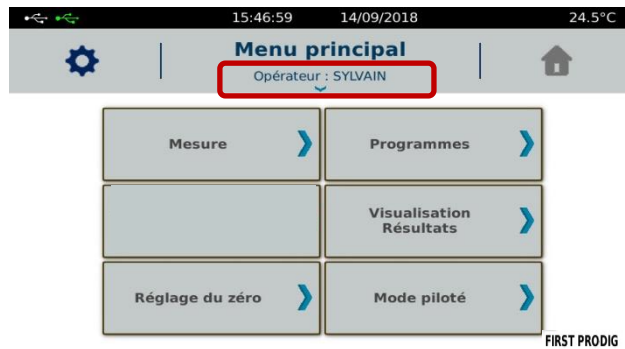 15:46:59 14/09/2018 24.5°C
Menu principal
Opérateur : SYLVAIN
Mesure
Programmes
Visualisation
Résultats
Réglage du zéro
Mode piloté
FIRST PRODIG